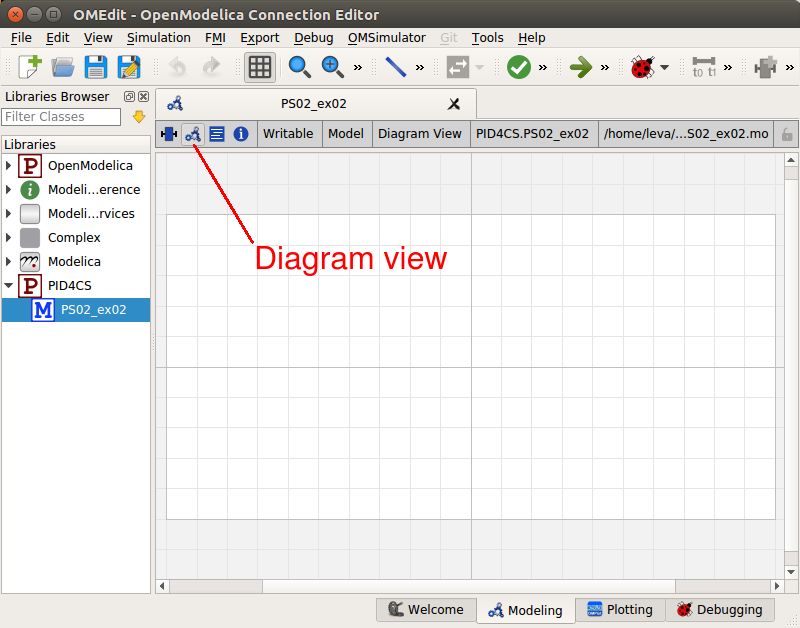 OMEdit - OpenModelica Connection Editor
File Edit View Simulation FMI Export Debug OMSimulator Git Tools Help
to t1
Libraries Browser
PS02_ex02
Filter Classes
Writable Model Diagram View PID4CS.PS02_ex02 /home/leva/...S02_ex02.mo
Libraries
P OpenModelica
i Modeli...erence
Modeli...rvices
Complex
Modelica
P PID4CS
M PS02_ex02
Diagram view
Welcome Modeling Plotting Debugging